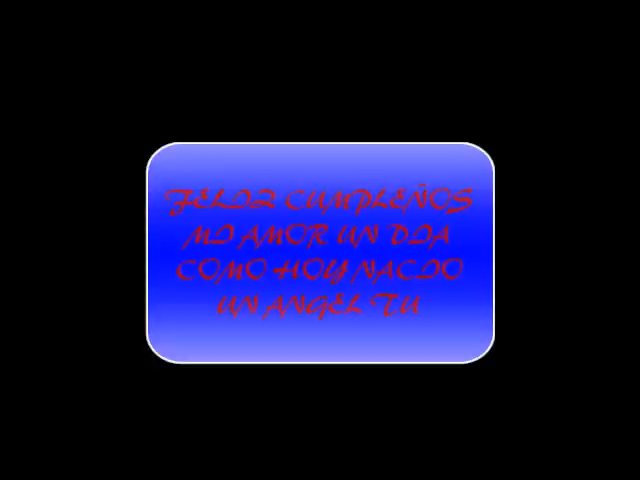 FELIZ CUMPLEÑOS
MI AMOR UN DIA
COMO HOY NACIO
UN ANGEL TU